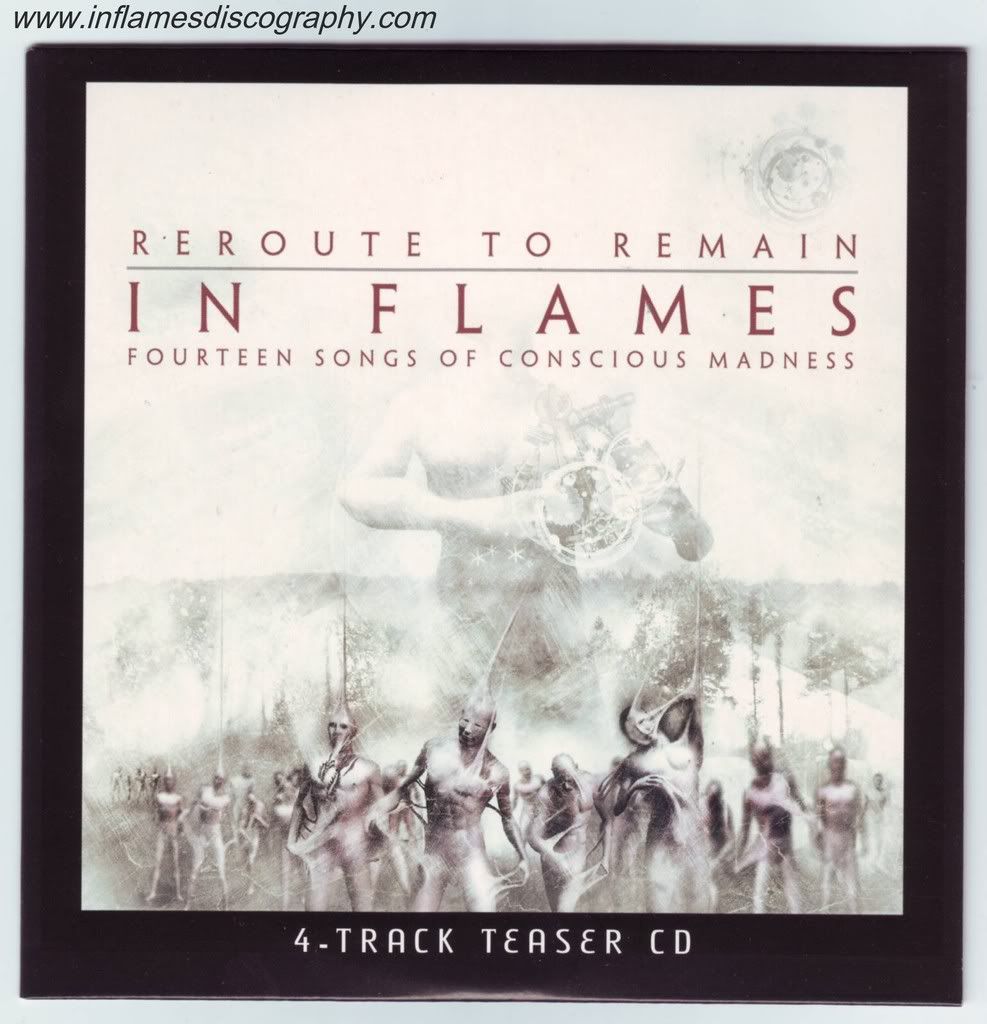 www.inflamesdiscography.com
REROUTE TO REMAIN
IN FLAMES
FOURTEEN SONGS OF CONSCIOUS MADNESS
4-TRACK TEASER CD